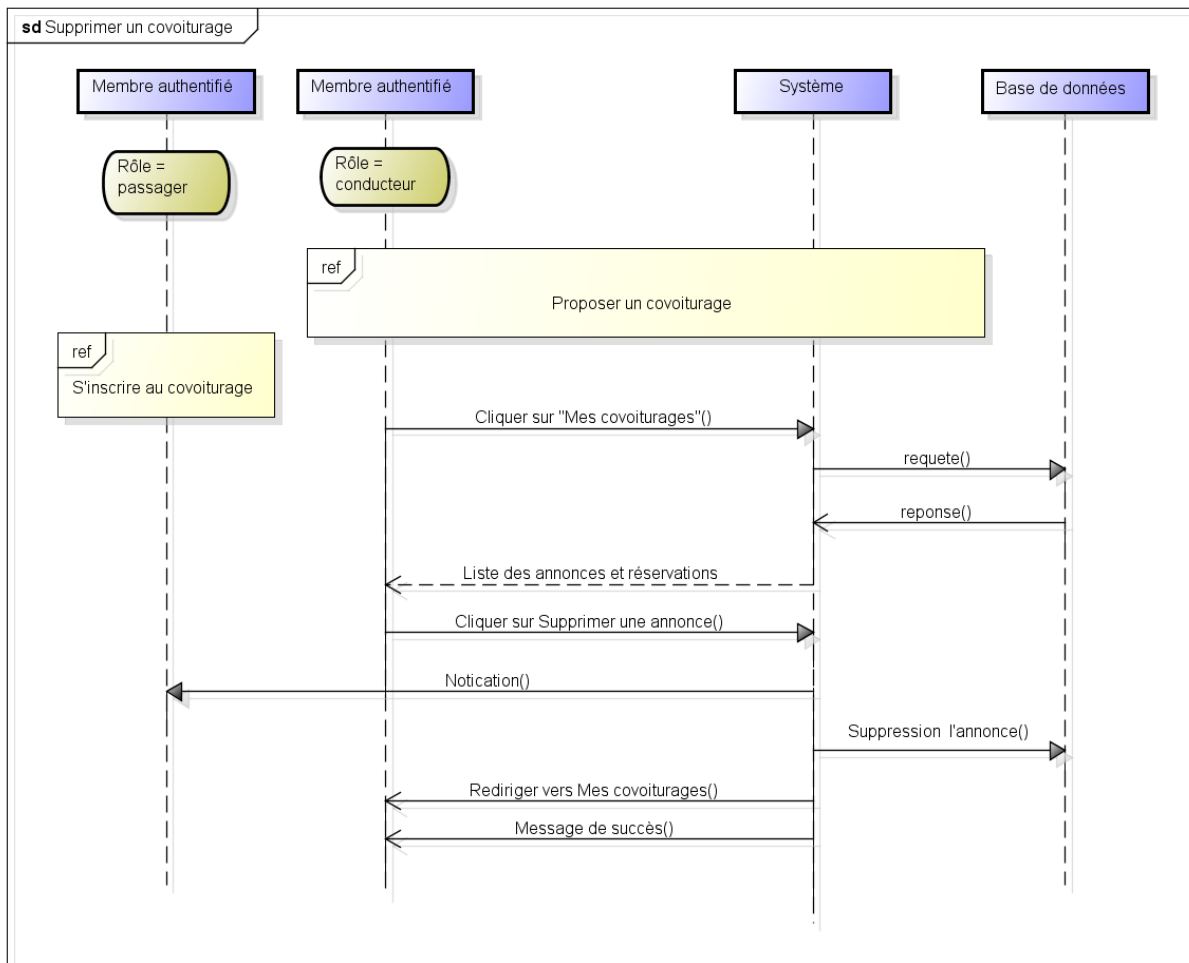 sd Supprimer un covoiturage
Membre authentifié
Membre authentifié
Système
Base de données
Rôle =
passager
Rôle =
conducteur
ref
Proposer un covoiturage
ref
S'inscrire au covoiturage
Cliquer sur "Mes covoiturages"()
requete()
reponse()
Liste des annonces et réservations
Cliquer sur Supprimer une annonce()
Notication()
Suppression l'annonce()
Rediriger vers Mes covoiturages()
Message de succès()